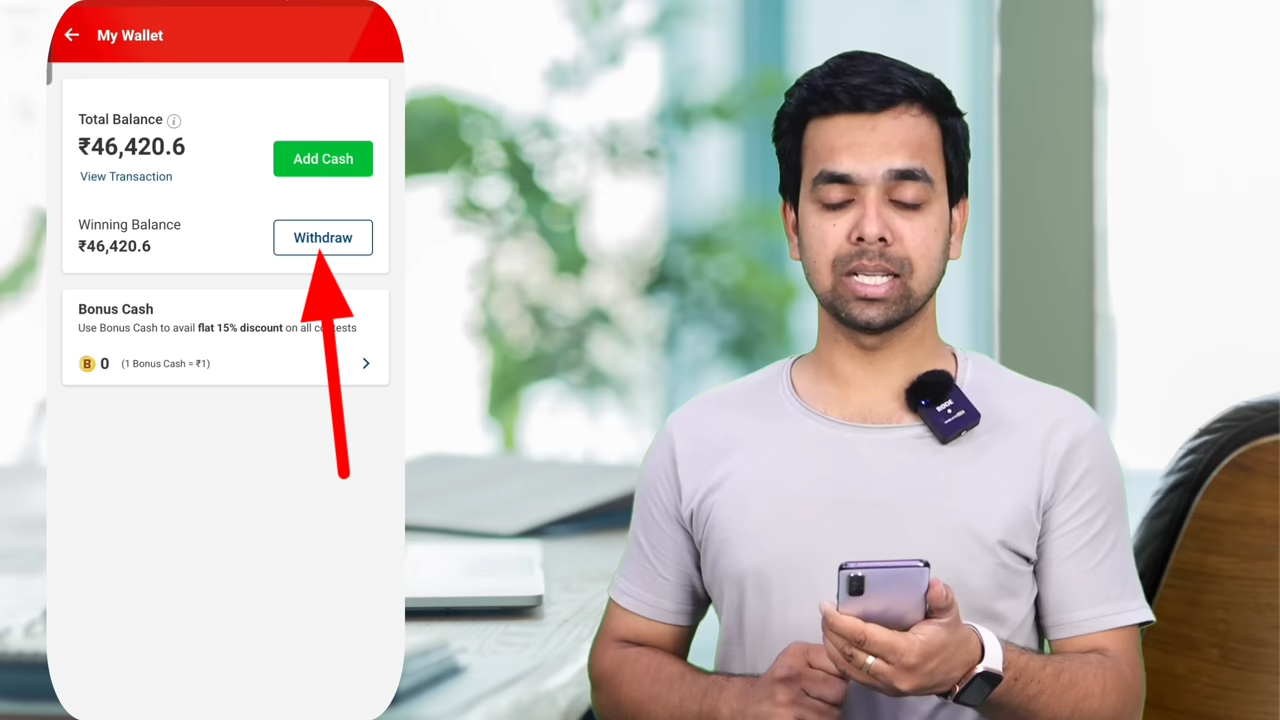 My Wallet
Total Balance
₹46,420.6
Add Cash
View Transaction
Winning Balance
₹46,420.6
Withdraw
Bonus Cash
Use Bonus Cash to avail flat 15% discount on all contests
B 0 (1 Bonus Cash = ₹1)
RØDE